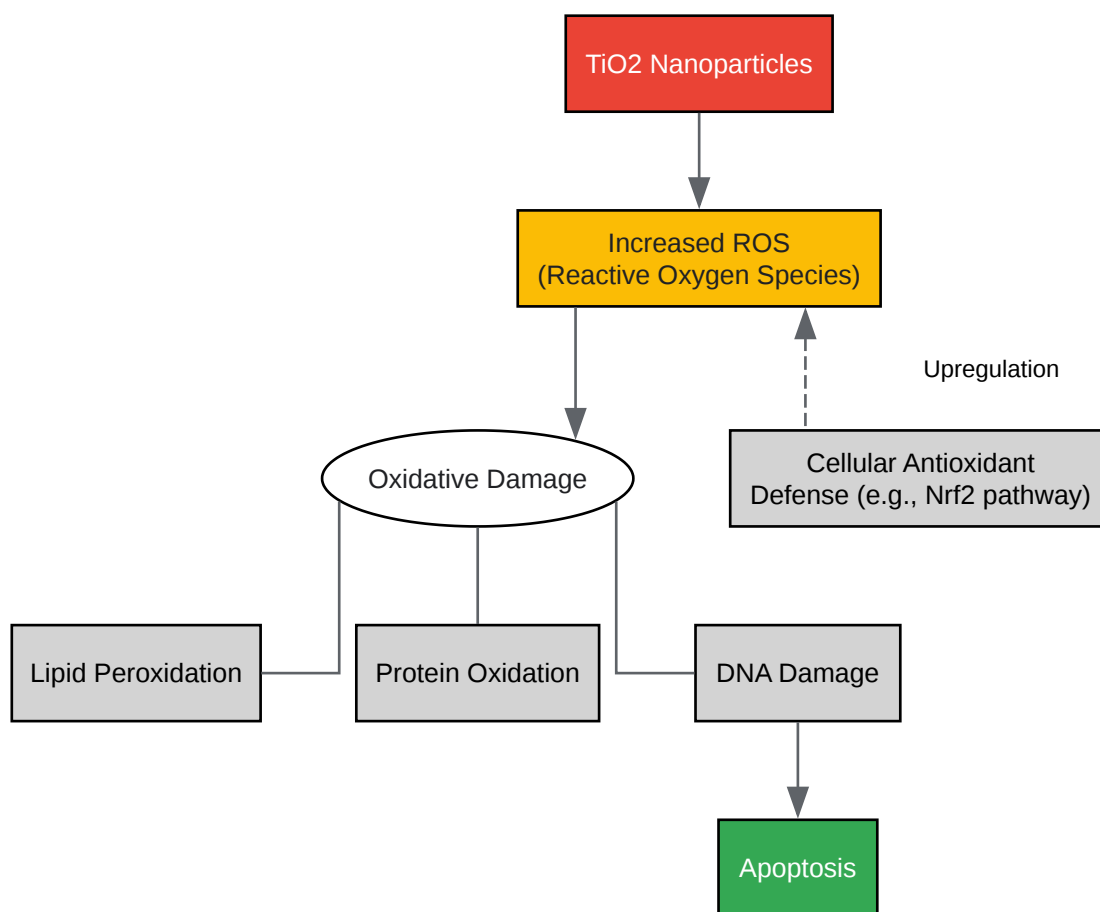 TiO2 Nanoparticles
Increased ROS
(Reactive Oxygen Species)
Upregulation
Cellular Antioxidant
Defense (e.g., Nrf2 pathway)
Oxidative Damage
Lipid Peroxidation
Protein Oxidation
DNA Damage
Apoptosis